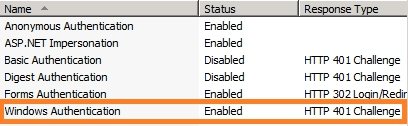 Name Status Response Type
Anonymous Authentication Enabled
ASP.NET Impersonation Enabled
Basic Authentication Disabled HTTP 401 Challenge
Digest Authentication Disabled HTTP 401 Challenge
Forms Authentication Enabled HTTP 302 Login/Redir
Windows Authentication Enabled HTTP 401 Challenge